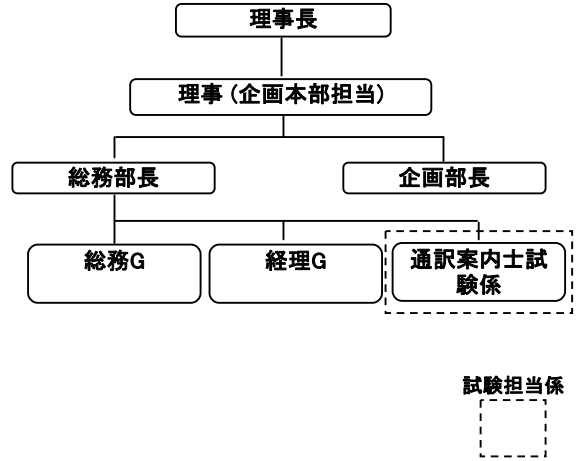 理事長
理事（企画本部担当）
総務部長
企画部長
総務G
経理G
通訳案内士試
験係
試験担当係